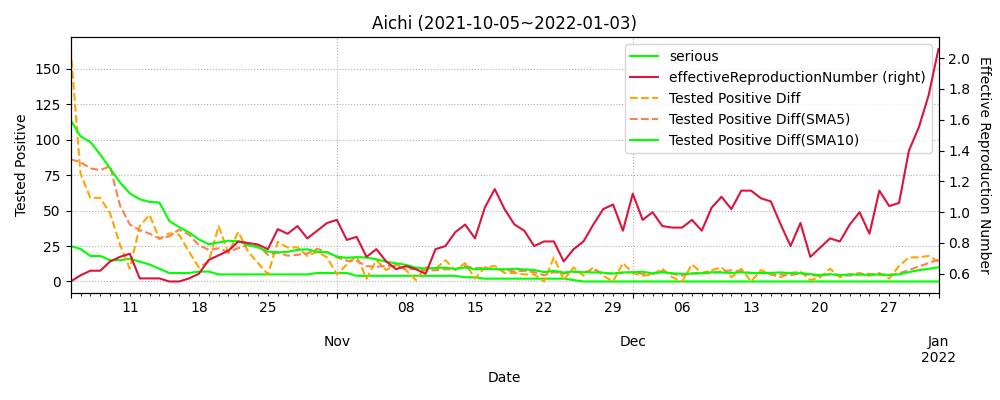 Aichi (2021-10-05~2022-01-03)
serious
effectiveReproductionNumber (right)
Tested Positive Diff
Tested Positive Diff(SMA5)
Tested Positive Diff(SMA10)
Tested Positive
150
125
100
75
50
25
0
2.0
1.8
1.6
1.4
1.2
1.0
0.8
0.6
Effective Reproduction Number
11 18 25 08 15 22 29 06 13 20 27
Nov Dec Jan
2022
Date